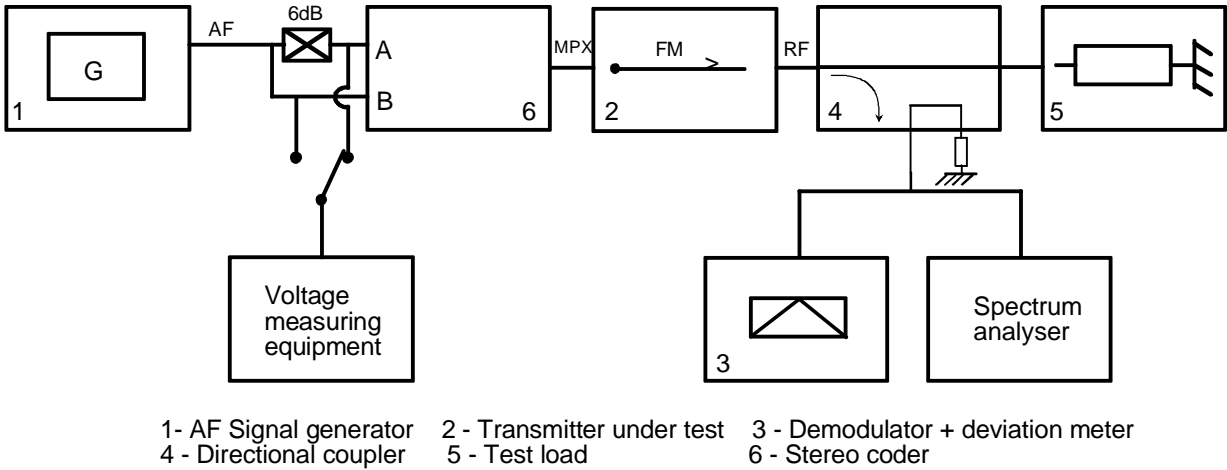 6dB
AF
G
1
A
B
6
MPX
FM
2
RF
4
5
Voltage
measuring
equipment
3
Spectrum
analyser
1- AF Signal generator 2 - Transmitter under test 3 - Demodulator + deviation meter
4 - Directional coupler 5 - Test load 6 - Stereo coder